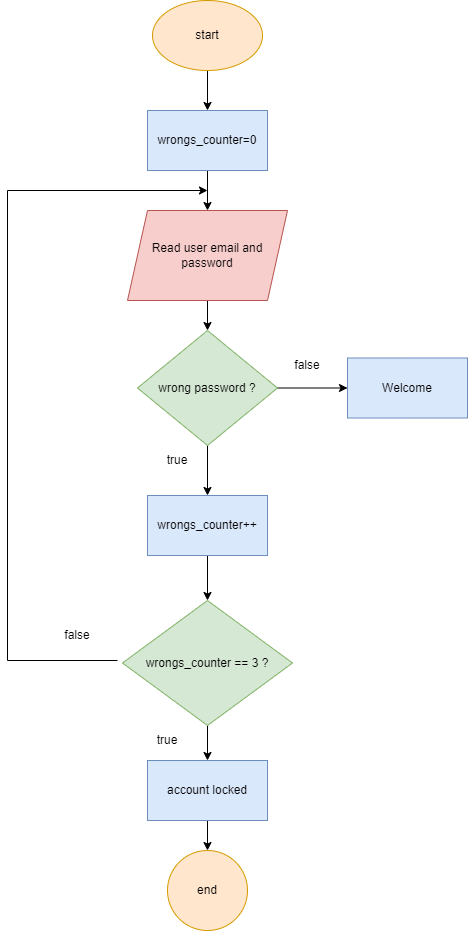 start
wrongs_counter=0
Read user email and
password
wrong password ?
false
Welcome
true
wrongs_counter++
false
wrongs_counter == 3 ?
true
account locked
end